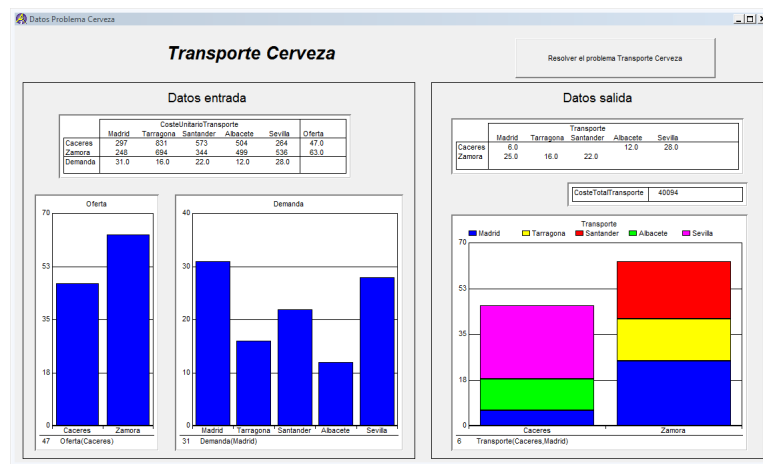 Datos Problema Cerveza
Transporte Cerveza
Resolver el problema Transporte Cerveza
Datos entrada
CosteUnitarioTransporte
Madrid Tarragona Santander Albacete Sevilla Oferta
Caceres 297 831 573 504 264 47.0
Zamora 248 694 344 499 536 63.0
Demanda 31.0 16.0 22.0 12.0 28.0
Oferta
70
53
35
18
0
Caceres Zamora
47 Oferta(Caceres)
Demanda
40
30
20
10
0
Madrid Tarragona Santander Albacete Sevilla
31 Demanda(Madrid)
Datos salida
Transporte
Madrid Tarragona Santander Albacete Sevilla
Caceres 6.0 12.0 28.0
Zamora 25.0 16.0 22.0
CosteTotalTransporte 40094
Transporte
Madrid Tarragona Santander Albacete Sevilla
70
53
35
18
0
Caceres Zamora
6 Transporte(Caceres,Madrid)